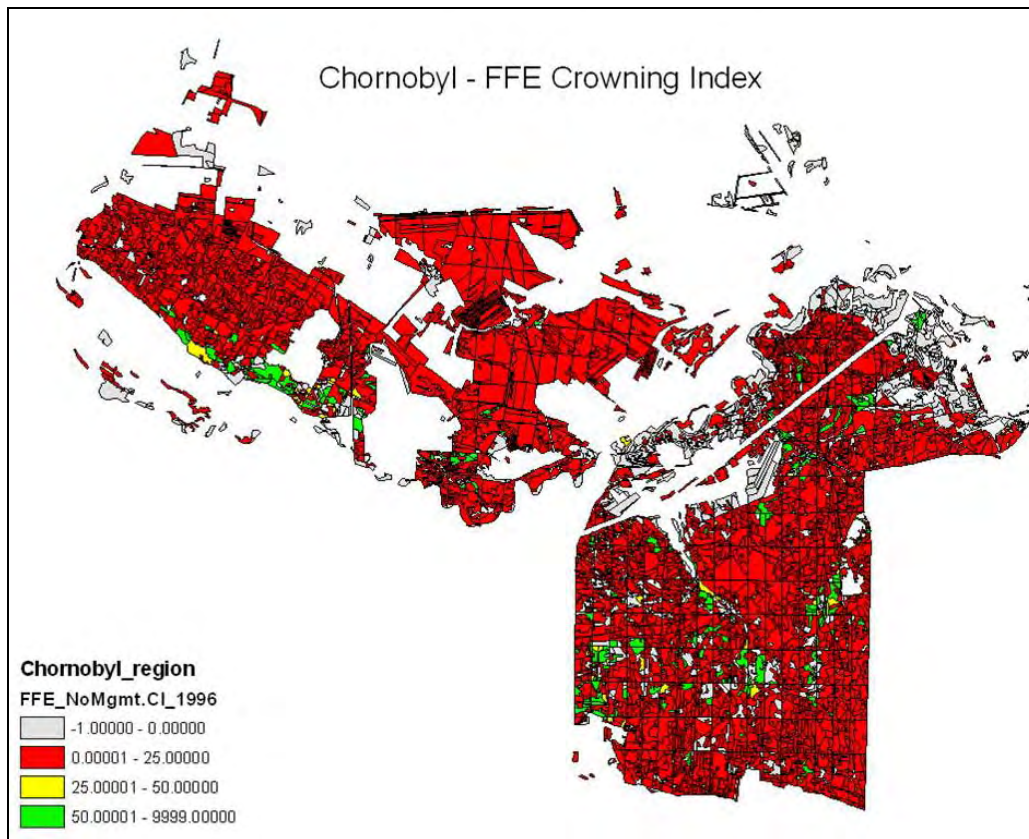 Chornobyl - FFE Crowning Index
Chornobyl_region
FFE_NoMgmt.CI_1996
-1.00000 - 0.00000
0.00001 - 25.00000
25.00001 - 50.00000
50.00001 - 9999.00000